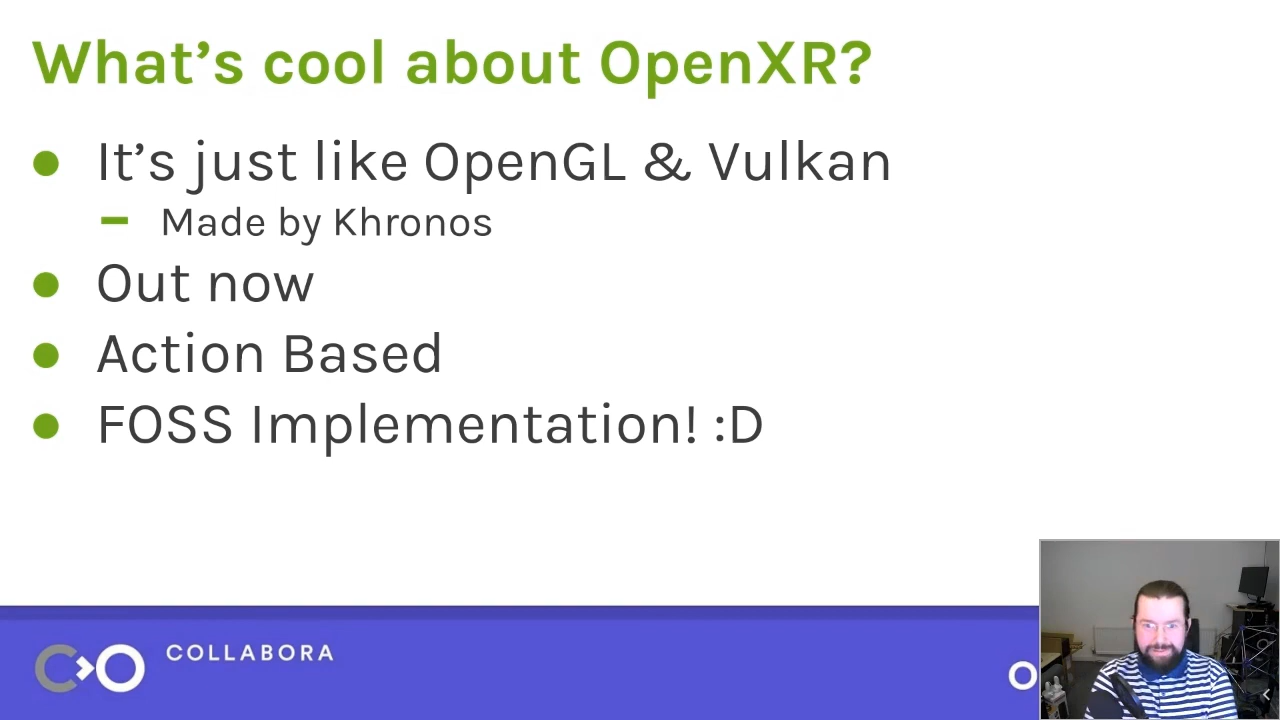 What's cool about OpenXR?
It's just like OpenGL & Vulkan
Made by Khronos
Out now
Action Based
FOSS Implementation! :D
COLLABORA